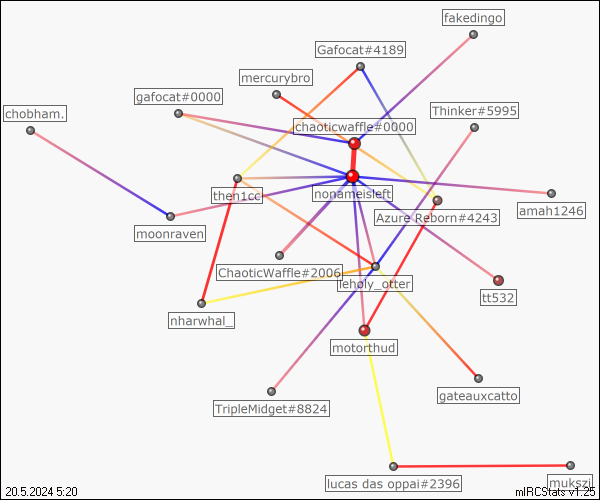 fakedingo
Gafocat#4189
mercurybro
gafocat#0000
chobham.
Thinker#5995
chaoticwaffle#0000
then1cc
nonameisleft
amah1246
Azure Reborn#4243
moonraven
ChaoticWaffle#2006
leholy_otter
tt532
nharwhal_
motorthud
gateauxcatto
TripleMidget#8824
lucas das oppai#2396
mukszi
20.5.2024 5:20
mIRCStats v1.25